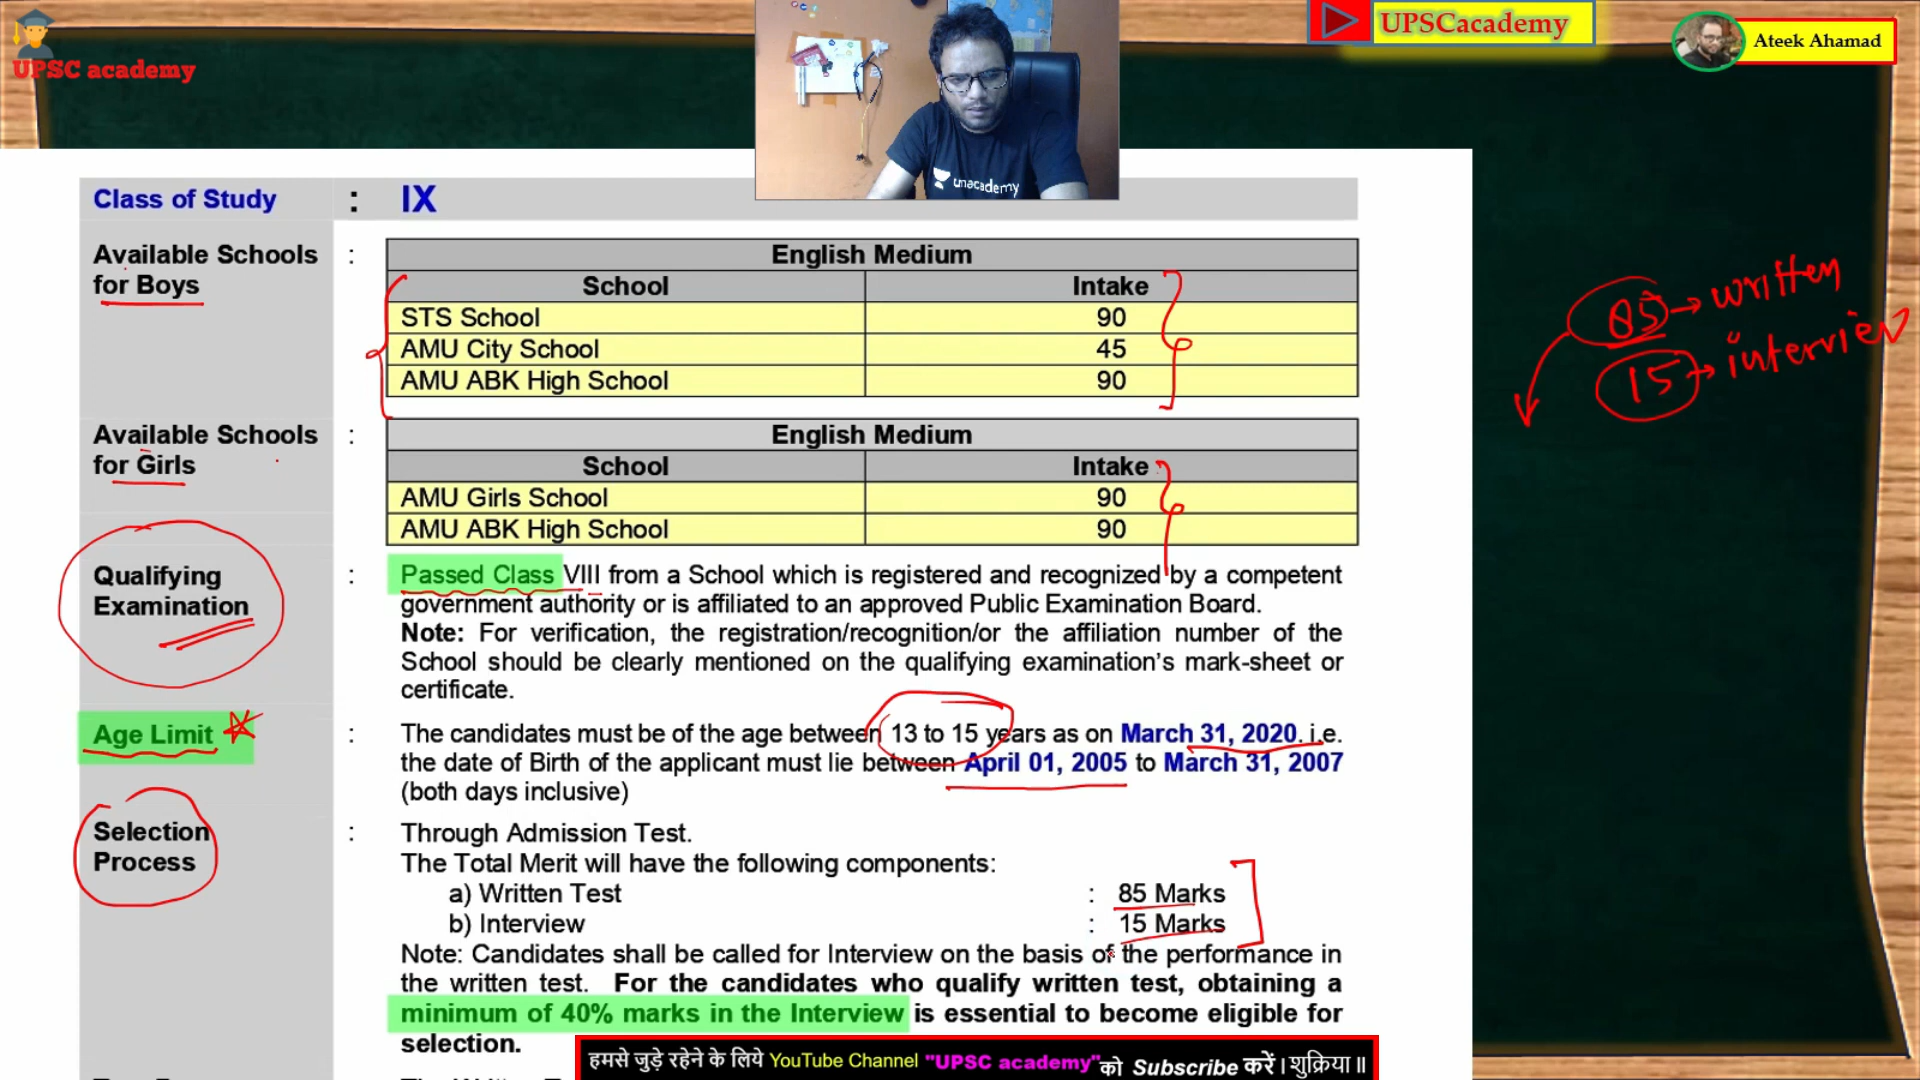 UPSC academy
UPSCacademy
Ateek Ahamad
unacademy
Class of Study : IX
Available Schools for Boys :
English Medium
School Intake
STS School 90
AMU City School 45
AMU ABK High School 90
Available Schools for Girls :
English Medium
School Intake
AMU Girls School 90
AMU ABK High School 90
Qualifying Examination :
Passed Class VIII from a School which is registered and recognized by a competent
government authority or is affiliated to an approved Public Examination Board.
Note: For verification, the registration/recognition/or the affiliation number of the
School should be clearly mentioned on the qualifying examination's mark-sheet or
certificate.
Age Limit :
The candidates must be of the age between 13 to 15 years as on March 31, 2020. i.e.
the date of Birth of the applicant must lie between April 01, 2005 to March 31, 2007
(both days inclusive)
Selection Process :
Through Admission Test.
The Total Merit will have the following components:
a) Written Test : 85 Marks
b) Interview : 15 Marks
Note: Candidates shall be called for Interview on the basis of the performance in
the written test. For the candidates who qualify written test, obtaining a
minimum of 40% marks in the Interview is essential to become eligible for
selection.
85 → written
15 → interview
हमसे जुड़े रहेने के लिये YouTube Channel "UPSC academy" को Subscribe करें । शुक्रिया ॥